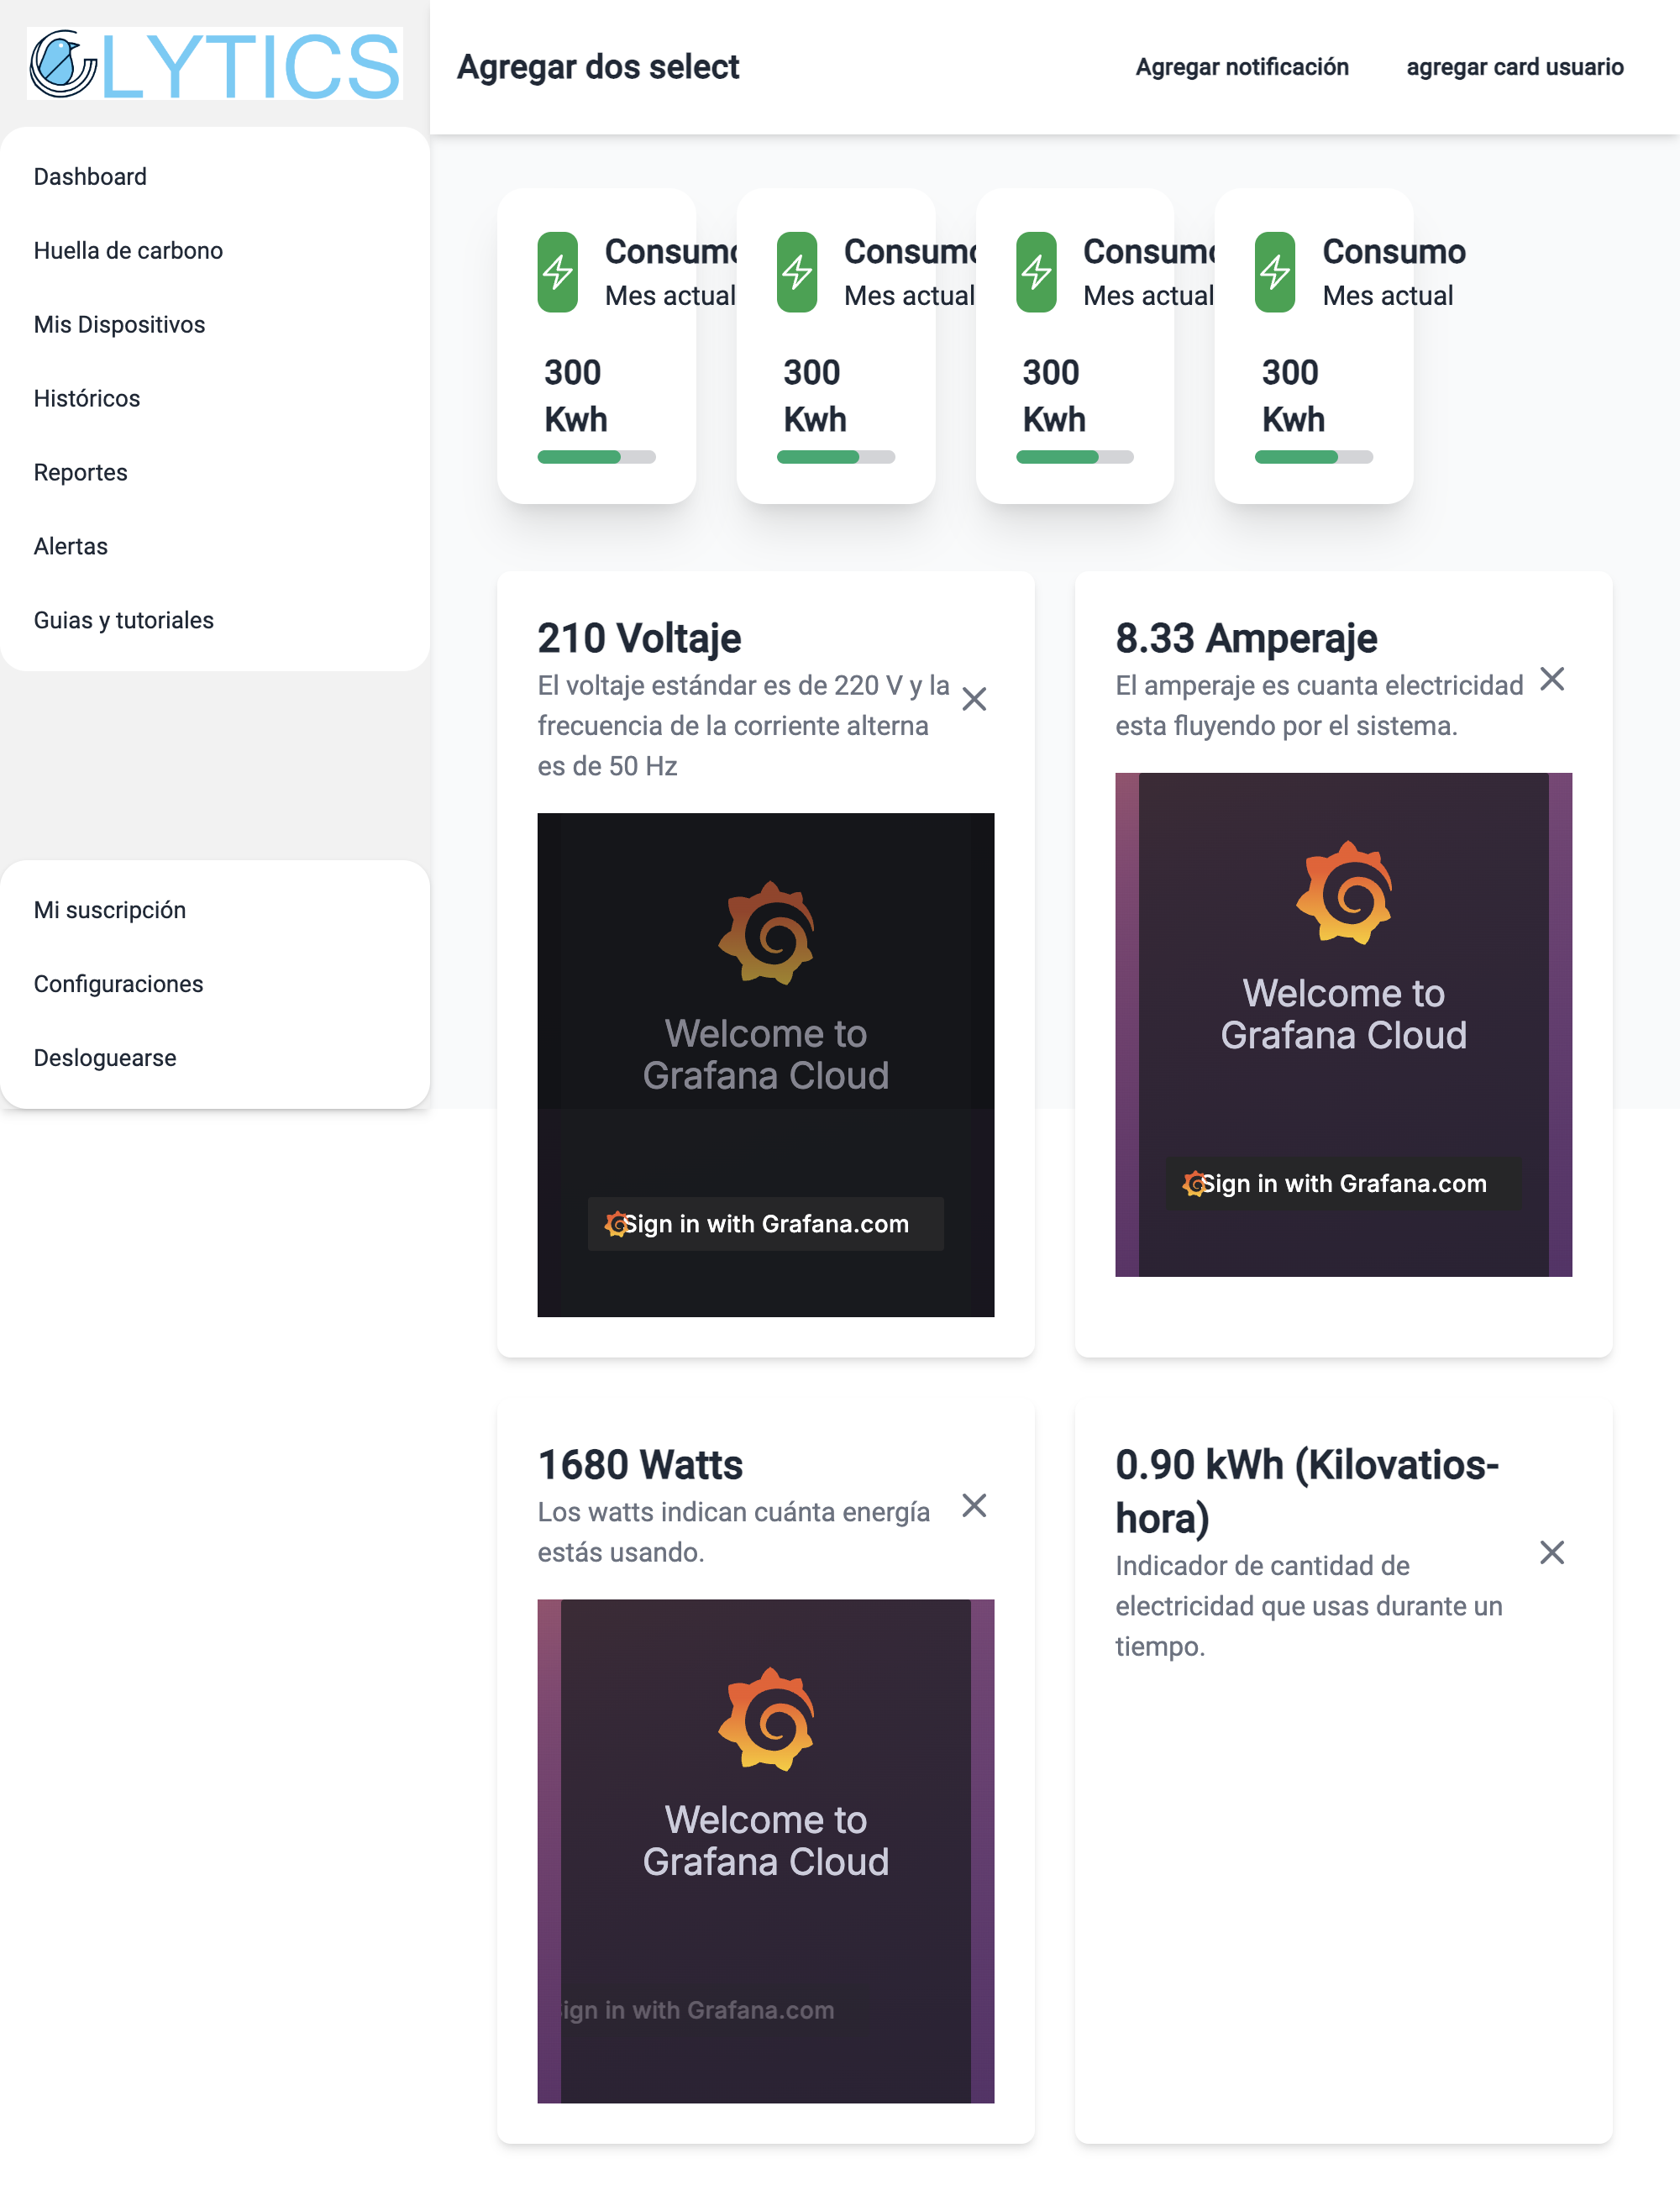 LYTICS
Agregar dos select
Agregar notificación
agregar card usuario
Dashboard
Huella de carbono
Mis Dispositivos
Históricos
Reportes
Alertas
Guias y tutoriales
Mi suscripción
Configuraciones
Desloguearse
Consumo
Mes actual
300
Kwh
Consumo
Mes actual
300
Kwh
Consumo
Mes actual
300
Kwh
Consumo
Mes actual
300
Kwh
210 Voltaje
El voltaje estándar es de 220 V y la
frecuencia de la corriente alterna
es de 50 Hz
Welcome to
Grafana Cloud
Sign in with Grafana.com
8.33 Amperaje
El amperaje es cuanta electricidad
esta fluyendo por el sistema.
Welcome to
Grafana Cloud
Sign in with Grafana.com
1680 Watts
Los watts indican cuánta energía
estás usando.
Welcome to
Grafana Cloud
ign in with Grafana.com
0.90 kWh (Kilovatios-
hora)
Indicador de cantidad de
electricidad que usas durante un
tiempo.